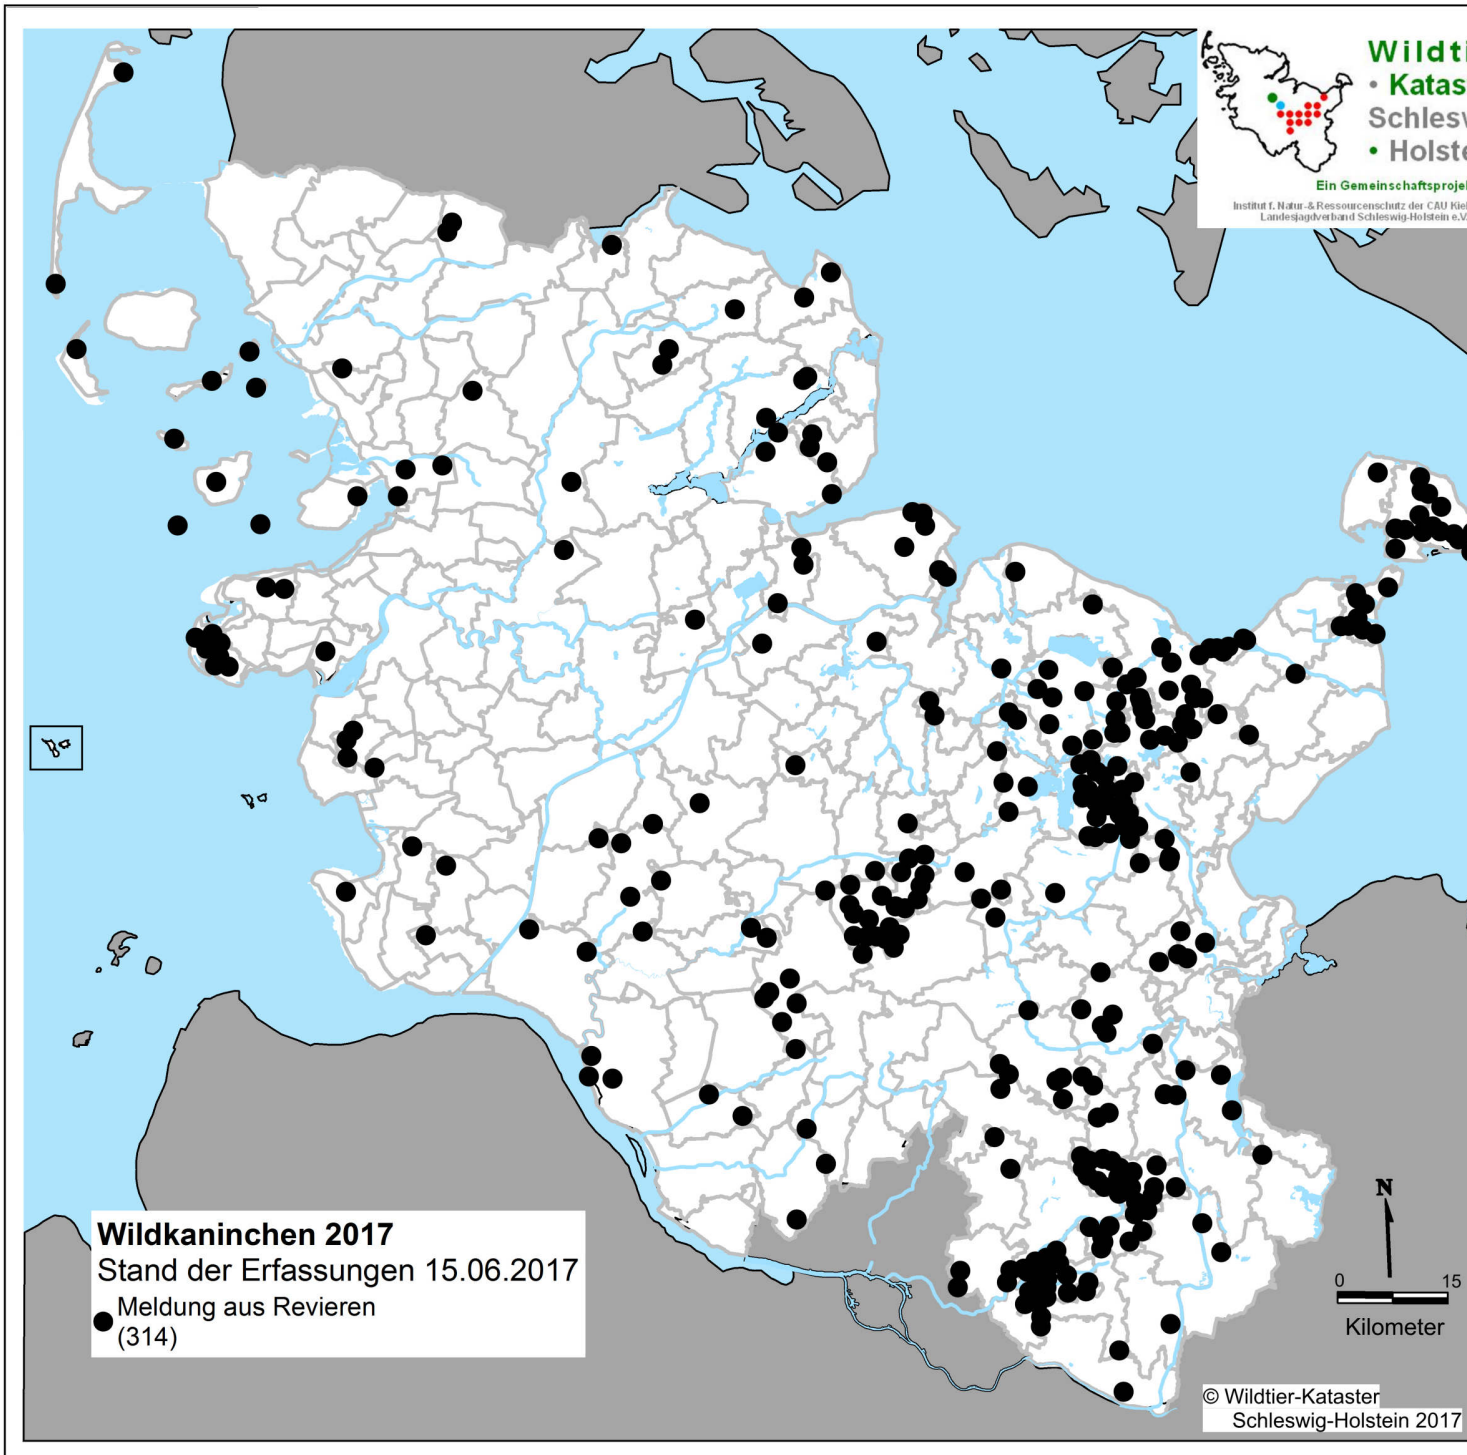 Wildti
• Katas
Schlesw
• Holste
Ein Gemeinschaftsprojek
Institut f. Natur-& Ressourcenschutz der CAU Kiel
Landesjagdverband Schleswig-Holstein e.V.
Wildkaninchen 2017
Stand der Erfassungen 15.06.2017
Meldung aus Revieren
(314)
N
0 15
Kilometer
© Wildtier-Kataster
Schleswig-Holstein 2017